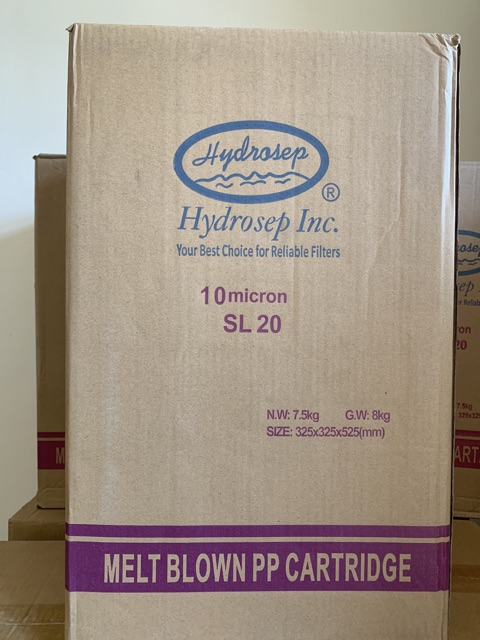 Hydrosep
®
Hydrosep Inc.
Your Best Choice for Reliable Filters
10 micron
SL 20
N.W: 7.5kg G.W: 8kg
SIZE: 325x325x525(mm)
MELT BLOWN PP CARTRIDGE